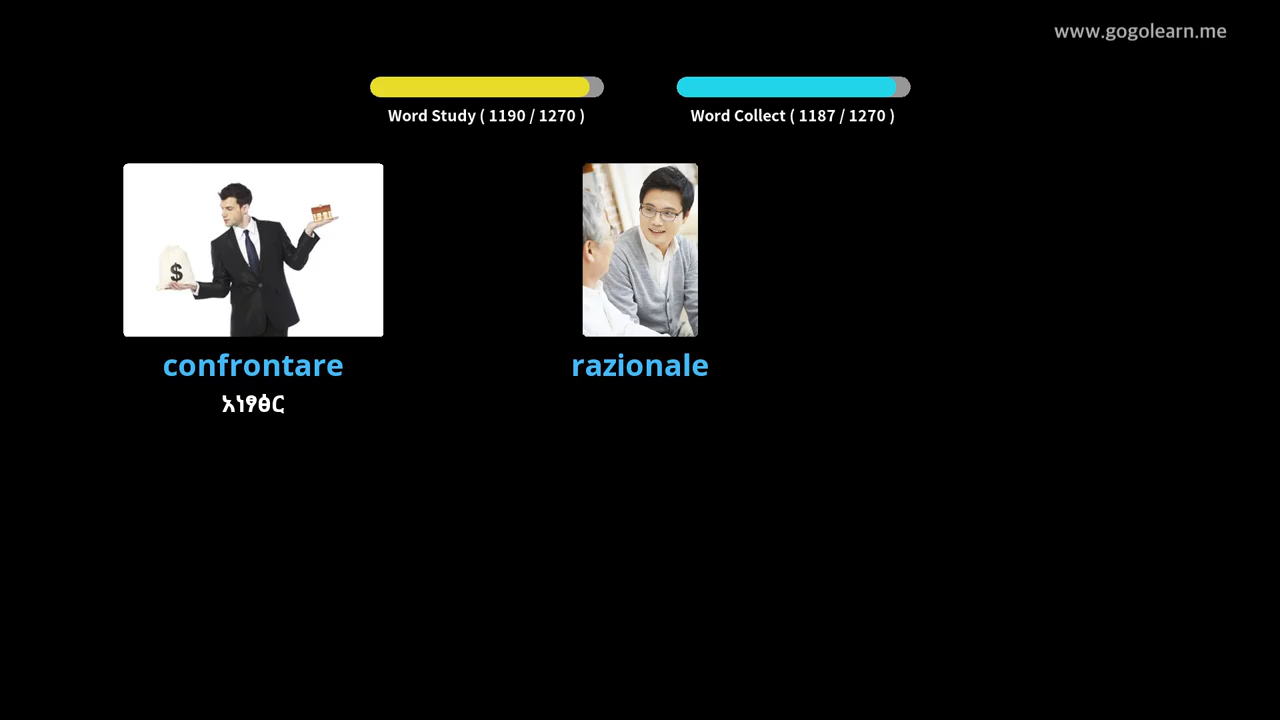 www.gogolearn.me
Word Study ( 1190 / 1270 )
Word Collect ( 1187 / 1270 )
$
confrontare
አነፃፅር
razionale